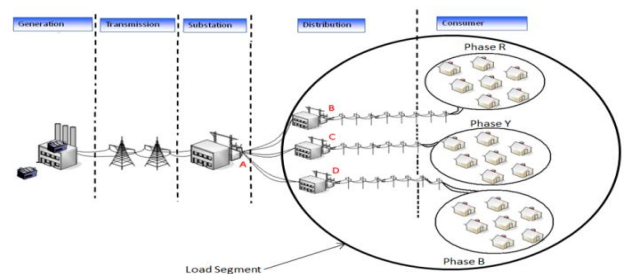 Generation
Transmission
Substation
Distribution
Consumer
Phase R
B
Phase Y
C
A
D
Phase B
Load Segment